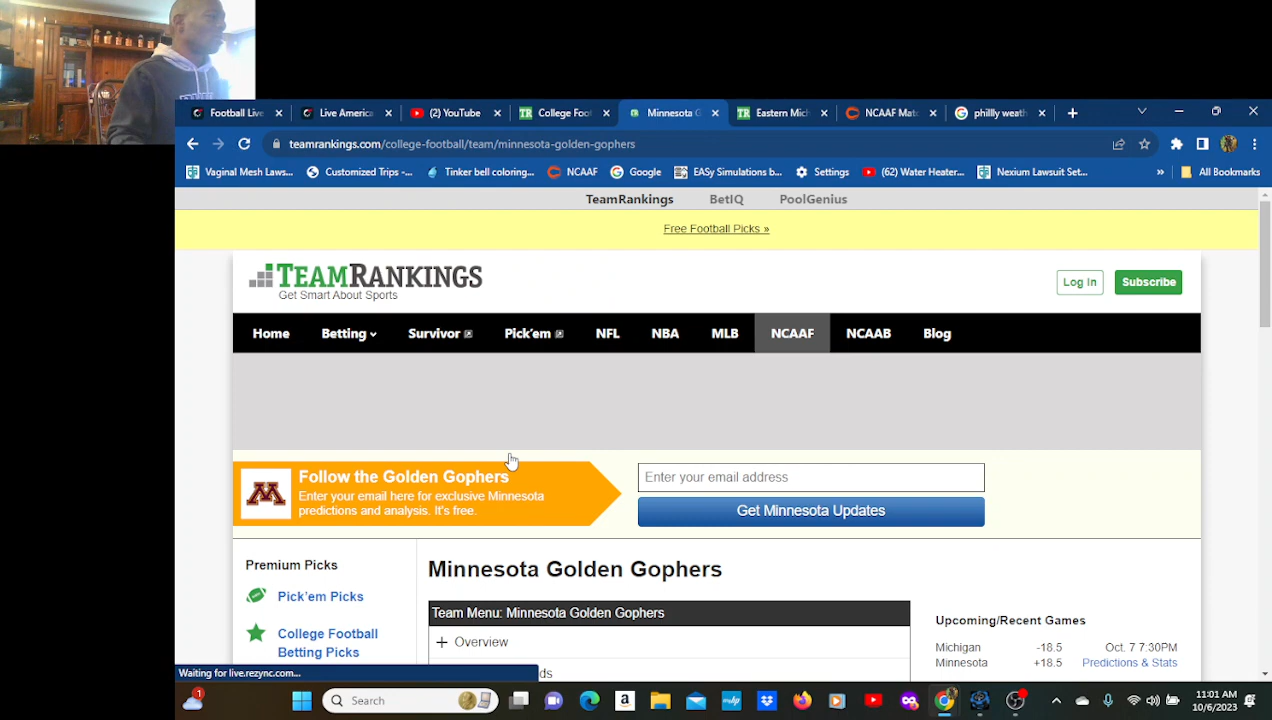 Football Live
Live America
(2) YouTube
College Foot
Minnesota G
Eastern Mich
NCAAF Matc
phillly weath
teamrankings.com/college-football/team/minnesota-golden-gophers
Vaginal Mesh Laws...
Customized Trips -...
Tinker bell coloring...
NCAAF
Google
EASy Simulations b...
Settings
(62) Water Heater...
Nexium Lawsuit Set...
»
All Bookmarks
TeamRankings BetIQ PoolGenius
Free Football Picks »
TEAMRANKINGS
Get Smart About Sports
Log In
Subscribe
Home Betting Survivor Pick'em NFL NBA MLB NCAAF NCAAB Blog
M
Follow the Golden Gophers
Enter your email here for exclusive Minnesota
predictions and analysis. It's free.
Enter your email address
Get Minnesota Updates
Premium Picks
Pick'em Picks
College Football
Betting Picks
Minnesota Golden Gophers
Team Menu: Minnesota Golden Gophers
+ Overview
ds
Upcoming/Recent Games
Michigan -18.5 Oct. 7 7:30PM
Minnesota +18.5 Predictions & Stats
Waiting for live.rezync.com...
1
Search
11:01 AM
10/6/2023